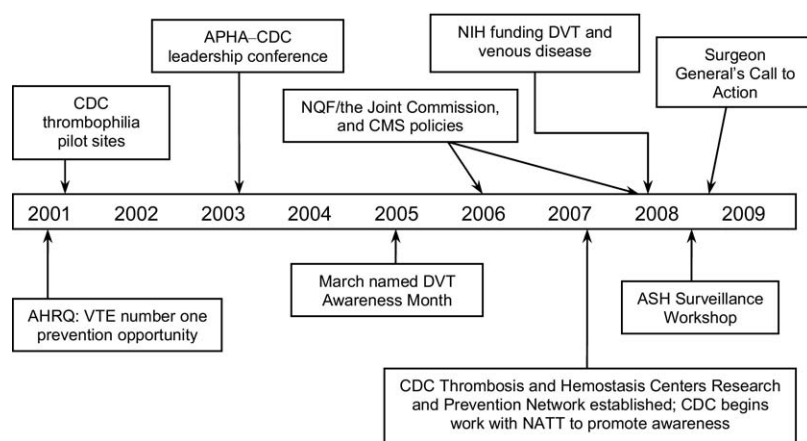 APHA–CDC
leadership conference
NIH funding DVT and
venous disease
Surgeon
General's Call to
Action
CDC
thrombophilia
pilot sites
NQF/the Joint Commission,
and CMS policies
2001 2002 2003 2004 2005 2006 2007 2008 2009
AHRQ: VTE number one
prevention opportunity
March named DVT
Awareness Month
ASH Surveillance
Workshop
CDC Thrombosis and Hemostasis Centers Research
and Prevention Network established; CDC begins
work with NATT to promote awareness